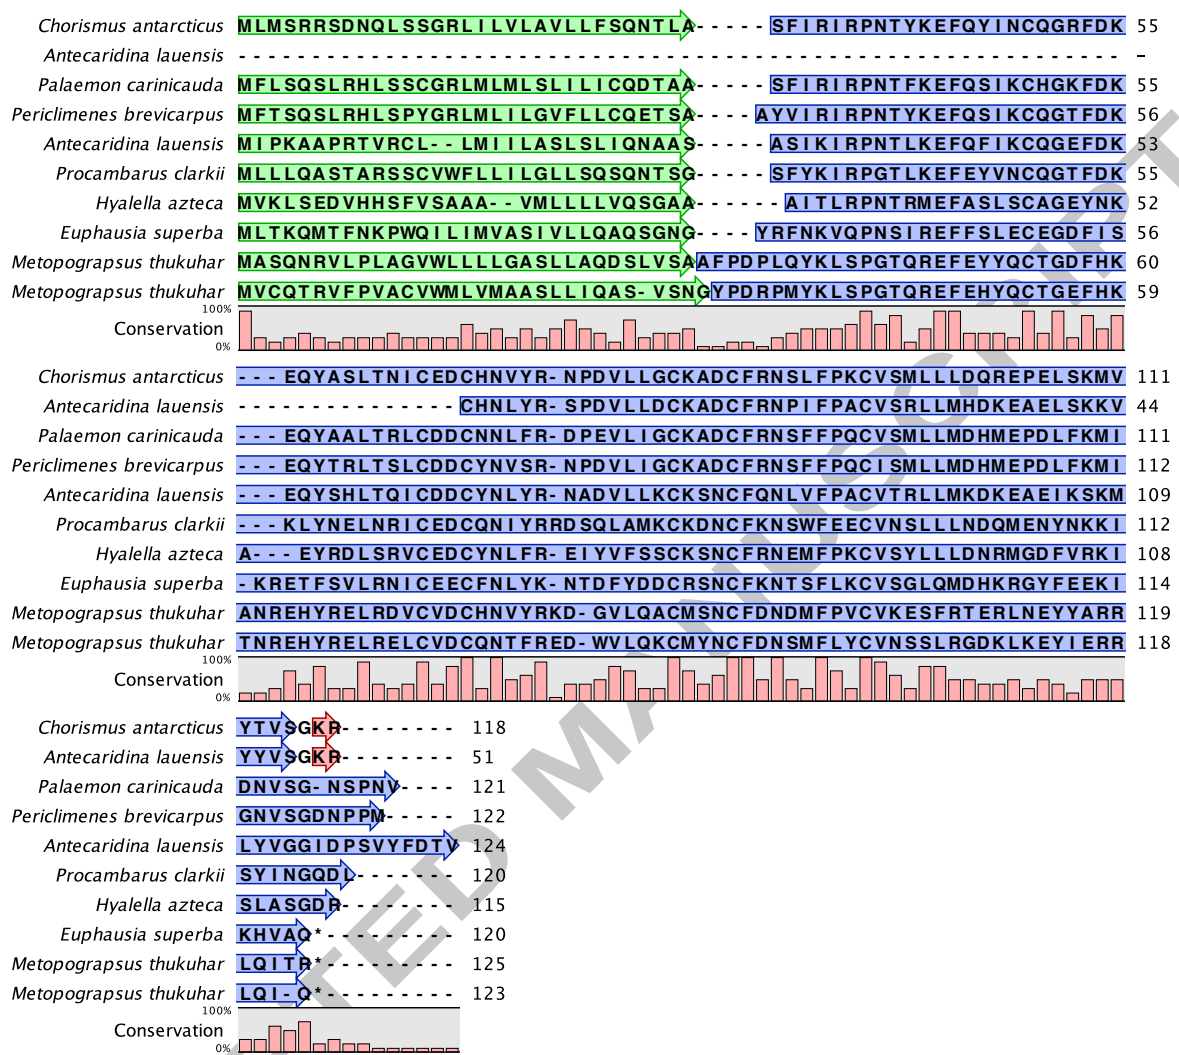 Chorismus antarcticus MLMSRRSDNQLSSGRLILVLAVLLFSQNTLA-----SFIRIRPNTYKEFQYINCQGRFDK 55
Antecaridina lauensis ------------------------------------------------------------ –
Palaemon carinicauda MFLSQSLRHLSSCGRLMLMLSLILICQDTAA-----SFIRIRPNTFKEFQSIKCHGKFDK 55
Periclimenes brevicarpus MFTSQSLRHLSPYGRLMLILGVFLLCQETSA----AYVIRIRPNTYKEFQSIKCQGTFDK 56
Antecaridina lauensis MIPKAAPRTVRCL--LMIILASLSLIQNAAS-----ASIKIRPNTLKEFQFIKCQGEFDK 53
Procambarus clarkii MLLLQASTARSSCVWFLLILGLLSQSQNTSG-----SFYKIRPGTLKEFEYVNCQGTFDK 55
Hyalella azteca MVKLSEDVHHSFVSAAA--VMLLLLVQSGAA------AITLRPNTRMEFASLSCAGEYNK 52
Euphausia superba MLTKQMTFNKPWQILIMVASIVLLQAQSGNG----YRFNKVQPNSIREFFSLECEGDFIS 56
Metopograpsus thukuhar MASQNRVLPLAGVWLLLLGASLLAQDSLVSAAFPDPLQYKLSPGTQREFEYYQCTGDFHK 60
Metopograpsus thukuhar MVCQTRVFPVACVWMLVMAASLLIQAS-VSNGYPDRPMYKLSPGTQREFEHYQCTGEFHK 59
100%
Conservation
0%
Chorismus antarcticus ---EQYASLTNICEDCHNVYR-NPDVLLGCKADCFRNSLFPKCVSMLLLDQREPELSKMV 111
Antecaridina lauensis ---------------CHNLYR-SPDVLLDCKADCFRNPIFPACVSRLLMHDKEAELSKKV 44
Palaemon carinicauda ---EQYAALTRLCDDCNNLFR-DPEVLIGCKADCFRNSFFPQCVSMLLMDHMEPDLFKMI 111
Periclimenes brevicarpus ---EQYTRLTSLCDDCYNVSR-NPDVLIGCKADCFRNSFFPQCISMLLMDHMEPDLFKMI 112
Antecaridina lauensis ---EQYSHLTQICDDCYNLYR-NADVLLKCKSNCFQNLVFPACVTRLLMKDKEAEIKSKM 109
Procambarus clarkii ---KLYNELNRICEDCQNIYRRDSQLAMKCKDNCFKNSWFEECVNSLLLNDQMENYNKKI 112
Hyalella azteca A---EYRDLSRVCEDCYNLFR-EIYVFSSCKSNCFRNEMFPKCVSYLLLDNRMGDFVRKI 108
Euphausia superba -KRETFSVLRNICEECFNLYK-NTDFYDDCRSNCFKNTSFLKCVSGLQMDHKRGYFEEKI 114
Metopograpsus thukuhar ANREHYRELRDVCVDCHNVYRKD-GVLQACMSNCFDNDMFPVCVKESFRTERLNEYYARR 119
Metopograpsus thukuhar TNREHYRELRELCVDCQNTFRED-WVLQKCMYNCFDNSMFLYCVNSSLRGDKLKEYIERR 118
100%
Conservation
0%
Chorismus antarcticus YTVSGKR-------- 118
Antecaridina lauensis YYVSGKR-------- 51
Palaemon carinicauda DNVSG-NSPNV---- 121
Periclimenes brevicarpus GNVSGDNPPM----- 122
Antecaridina lauensis LYVGGIDPSVYFDTV 124
Procambarus clarkii SYINGQDL------- 120
Hyalella azteca SLASGDR-------- 115
Euphausia superba KHVAQ*--------- 120
Metopograpsus thukuhar LQITR*--------- 125
Metopograpsus thukuhar LQI-Q*--------- 123
100%
Conservation
0%
TED MANUSCRIPT